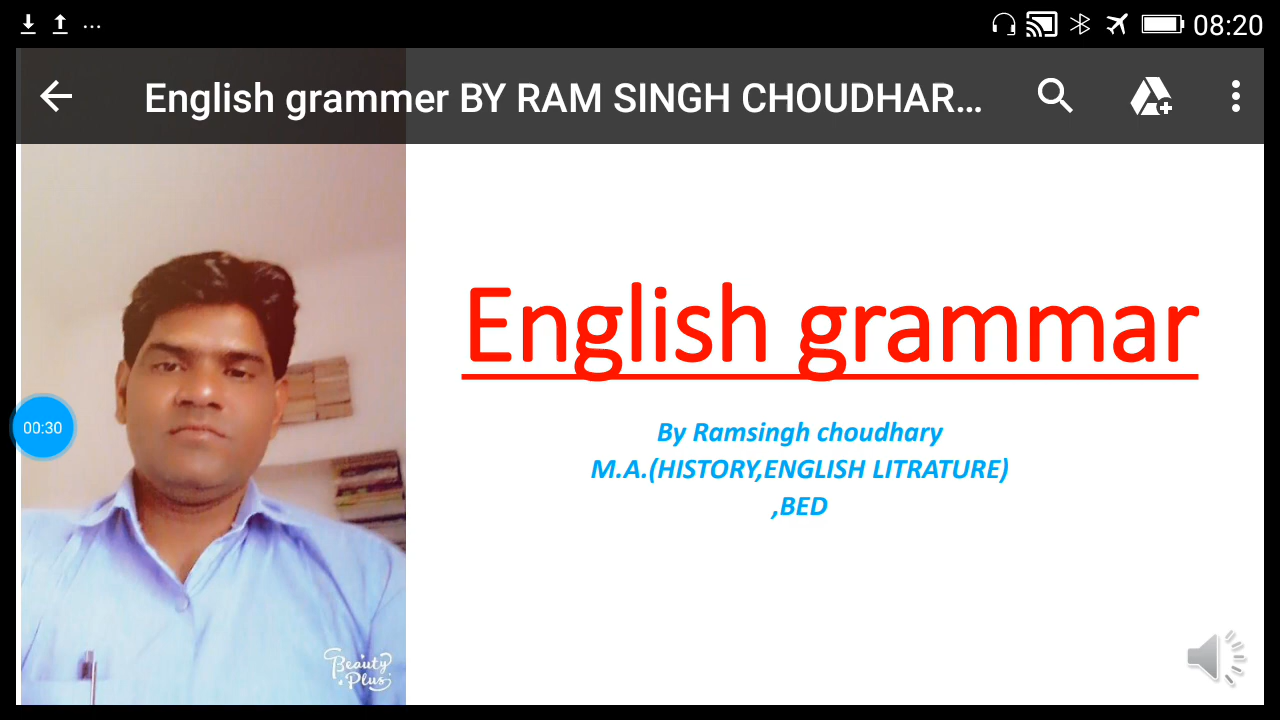 08:20
English grammer BY RAM SINGH CHOUDHAR...
English grammar
By Ramsingh choudhary
M.A.(HISTORY,ENGLISH LITRATURE)
,BED
00:30
Beauty
Plus